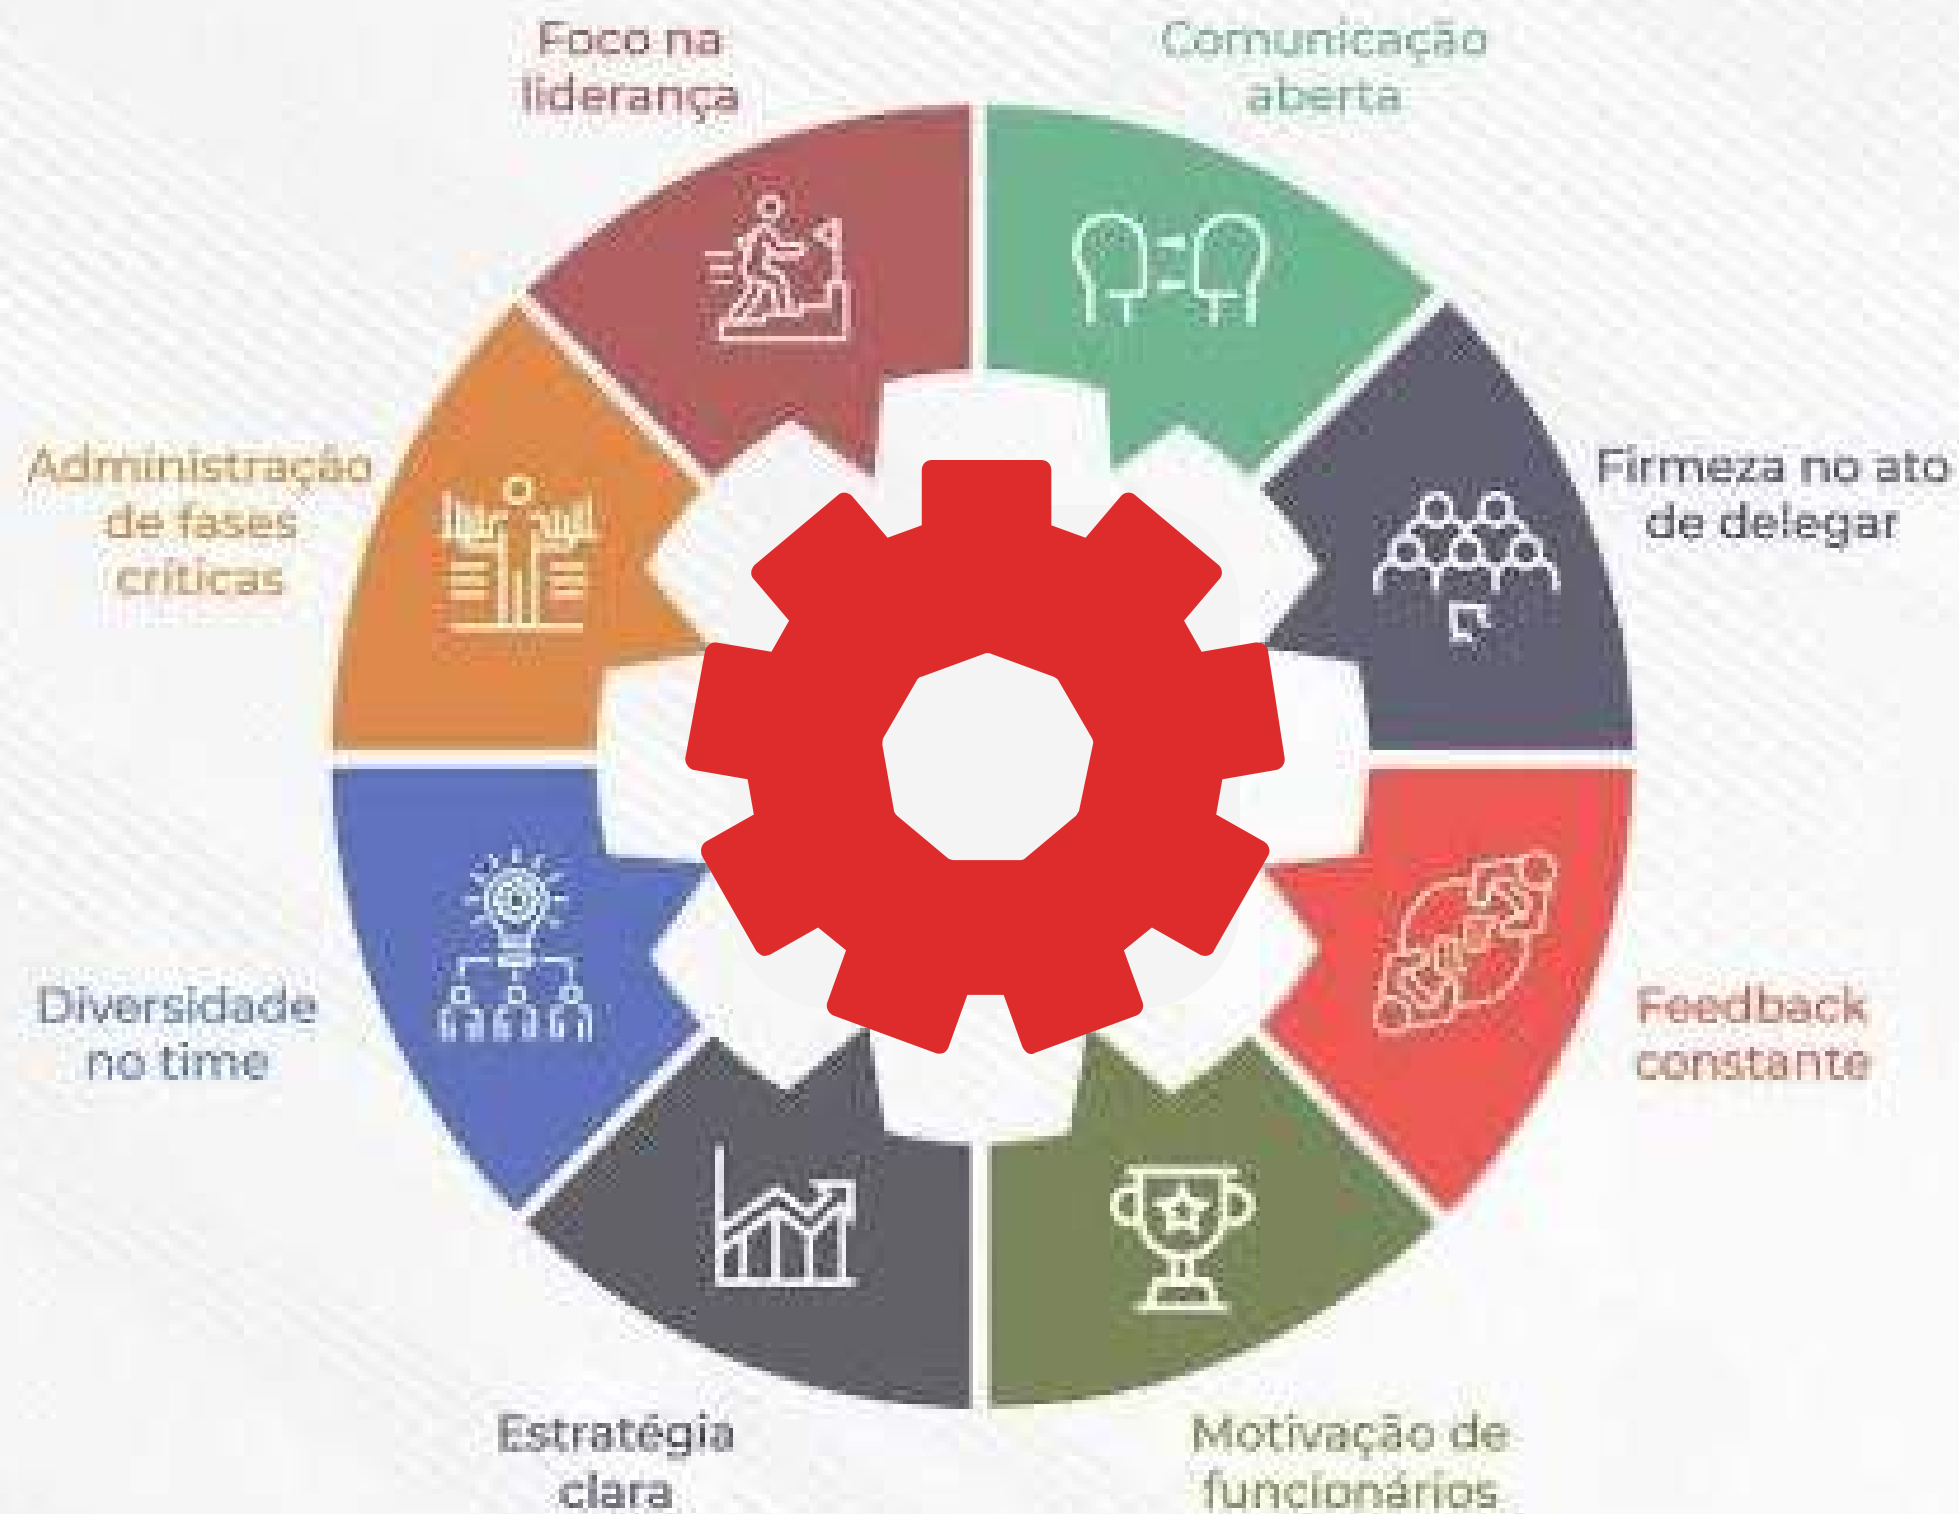 Foco na
liderança
Comunicação
aberta
Administração
de fases
críticas
Firmeza no ato
de delegar
Diversidade
no time
Feedback
constante
Estratégia
clara
Motivação de
funcionários